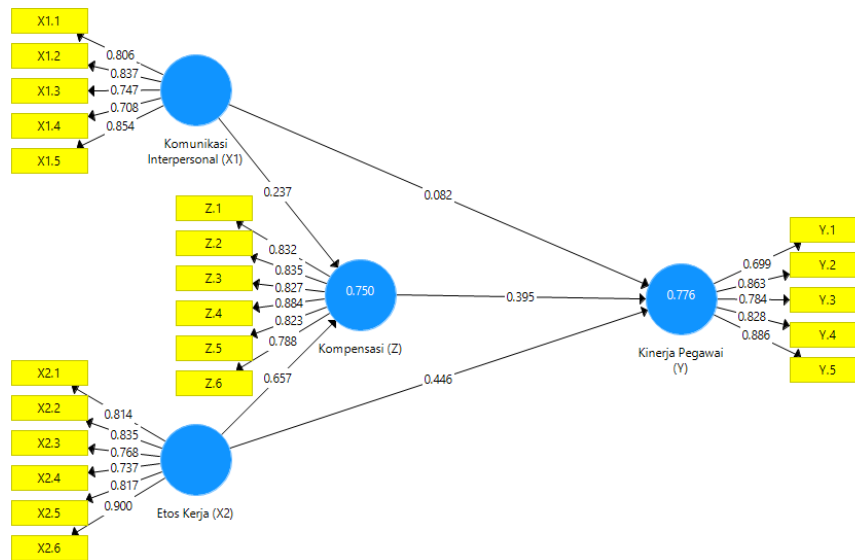 X1.1
X1.2
X1.3
X1.4
X1.5
0.806
0.837
0.747
0.708
0.854
Komunikasi
Interpersonal (X1)
0.237
0.082
Z.1
Z.2
Z.3
Z.4
Z.5
Z.6
0.832
0.835
0.827
0.884
0.823
0.788
0.750
Kompensasi (Z)
0.395
0.657
0.446
0.776
Kinerja Pegawai
(Y)
0.699
0.863
0.784
0.828
0.886
Y.1
Y.2
Y.3
Y.4
Y.5
X2.1
X2.2
X2.3
X2.4
X2.5
X2.6
0.814
0.835
0.768
0.737
0.817
0.900
Etos Kerja (X2)